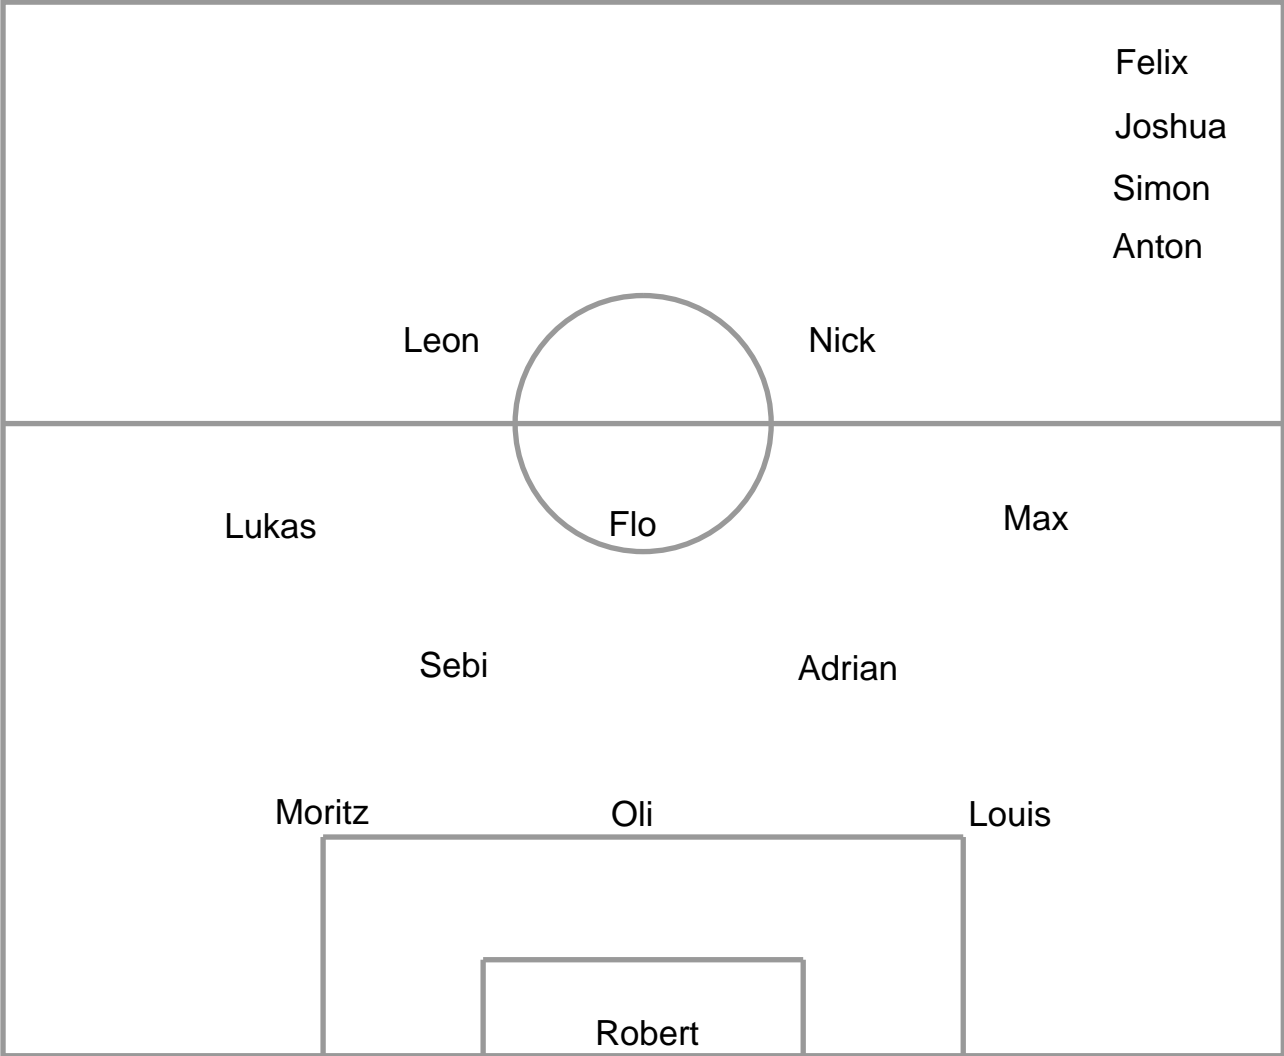 Felix
Joshua
Simon
Anton
Leon Nick
Lukas Flo Max
Sebi Adrian
Moritz Oli Louis
Robert